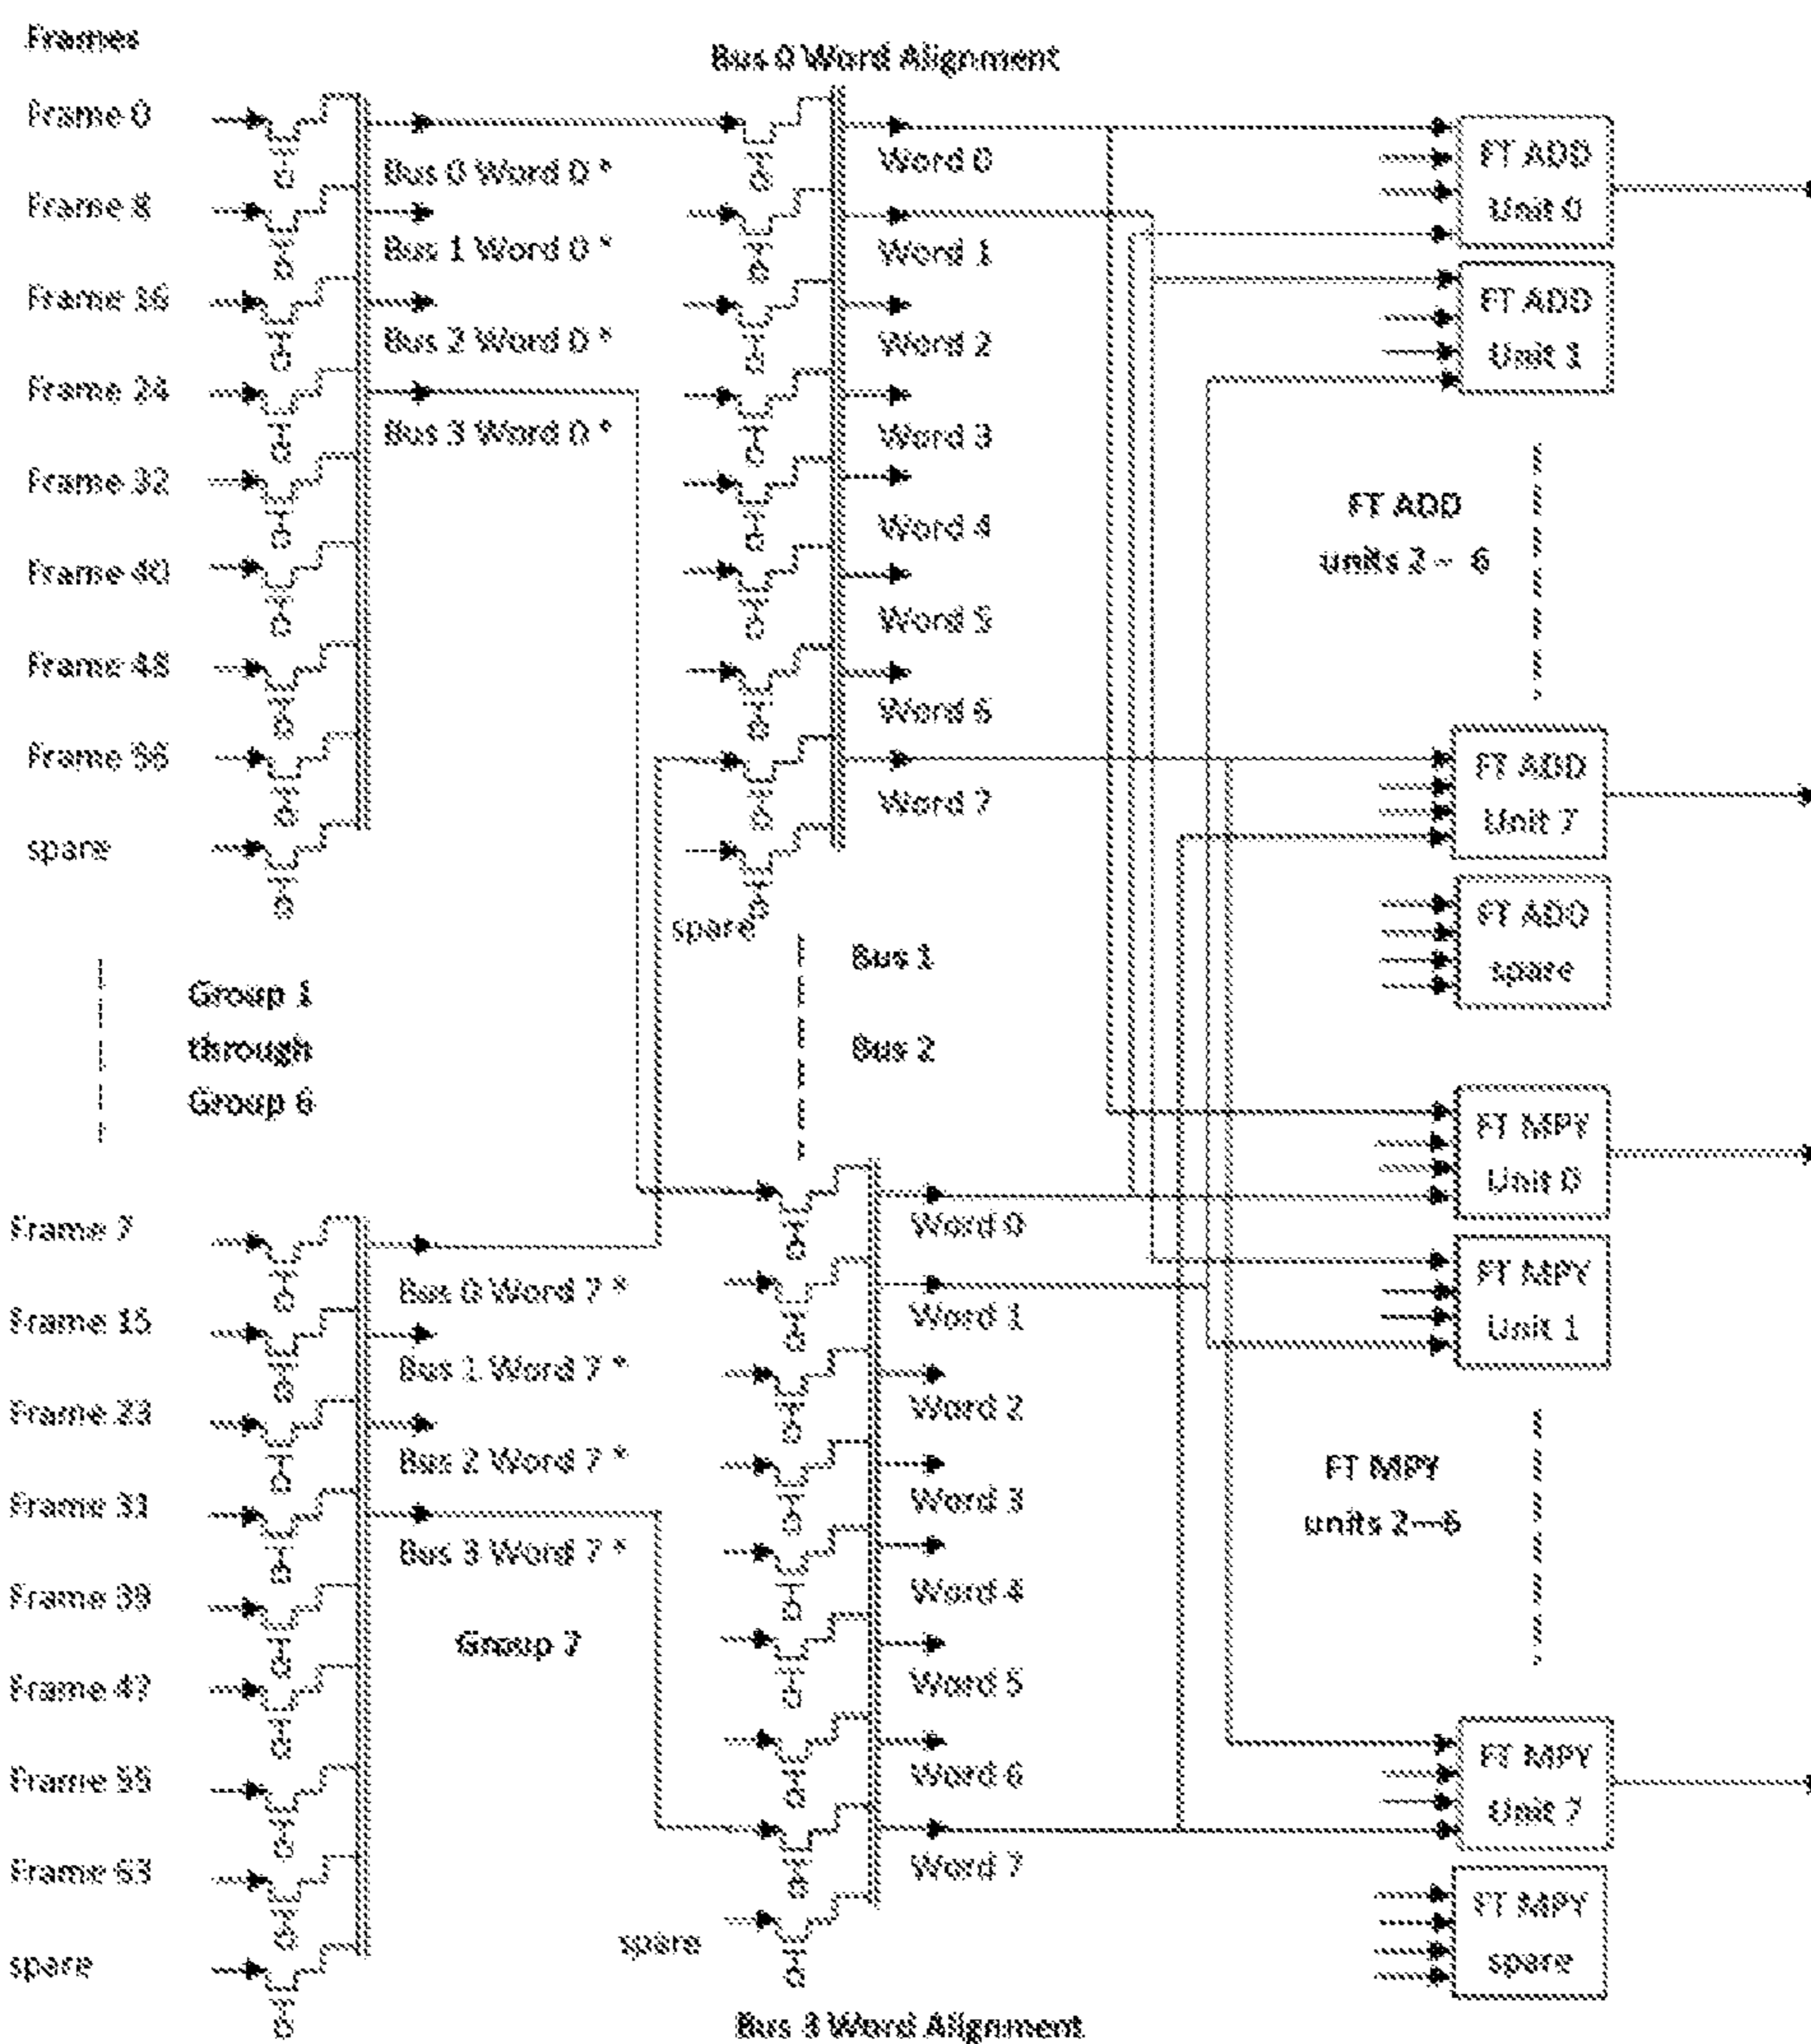 Frames
Frame 0
Frame 8
Frame 16
Frame 24
Frame 32
Frame 40
Frame 48
Frame 56
spare
Bus 0 Word 0 *
Bus 1 Word 0 *
Bus 2 Word 0 *
Bus 3 Word 0 *
Group 1
through
Group 6
Frame 7
Frame 15
Frame 23
Frame 31
Frame 39
Frame 47
Frame 55
Frame 63
spare
Bus 0 Word 7 *
Bus 1 Word 7 *
Bus 2 Word 7 *
Bus 3 Word 7 *
Group 7
Bus 0 Word Alignment
Word 0
Word 1
Word 2
Word 3
Word 4
Word 5
Word 6
Word 7
spare
Bus 1
Bus 2
Word 0
Word 1
Word 2
Word 3
Word 4
Word 5
Word 6
Word 7
spare
Bus 3 Word Alignment
FT ADD
Unit 0
FT ADD
Unit 1
FT ADD
units 2 - 6
FT ADD
Unit 7
FT ADD
spare
FT MPY
Unit 0
FT MPY
Unit 1
FT MPY
units 2—6
FT MPY
Unit 7
FT MPY
spare